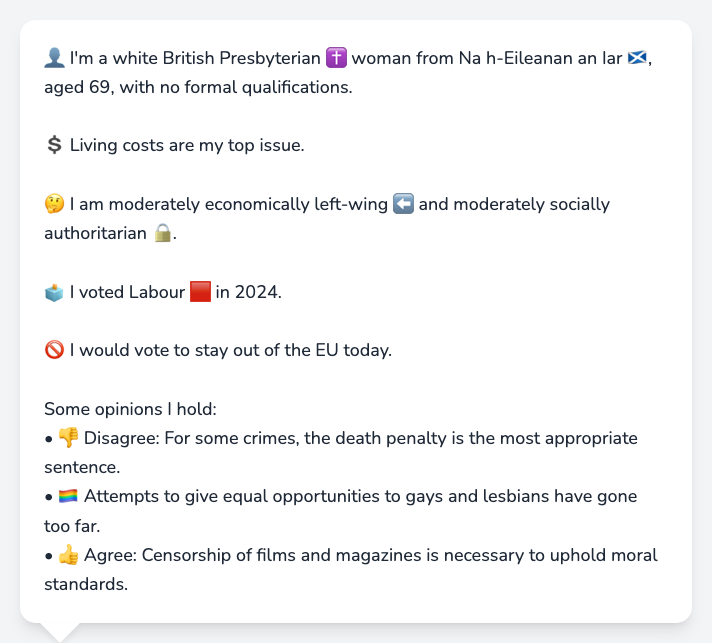 👤 I'm a white British Presbyterian ✝️ woman from Na h-Eileanan an Iar 🏴󠁧󠁢󠁳󠁣󠁴󠁿,
aged 69, with no formal qualifications.
💲 Living costs are my top issue.
🤔 I am moderately economically left-wing ⬅️ and moderately socially
authoritarian 🔒.
🗳️ I voted Labour 🟥 in 2024.
🚫 I would vote to stay out of the EU today.
Some opinions I hold:
• 👎 Disagree: For some crimes, the death penalty is the most appropriate
sentence.
• 🏳️‍🌈 Attempts to give equal opportunities to gays and lesbians have gone
too far.
• 👍 Agree: Censorship of films and magazines is necessary to uphold moral
standards.